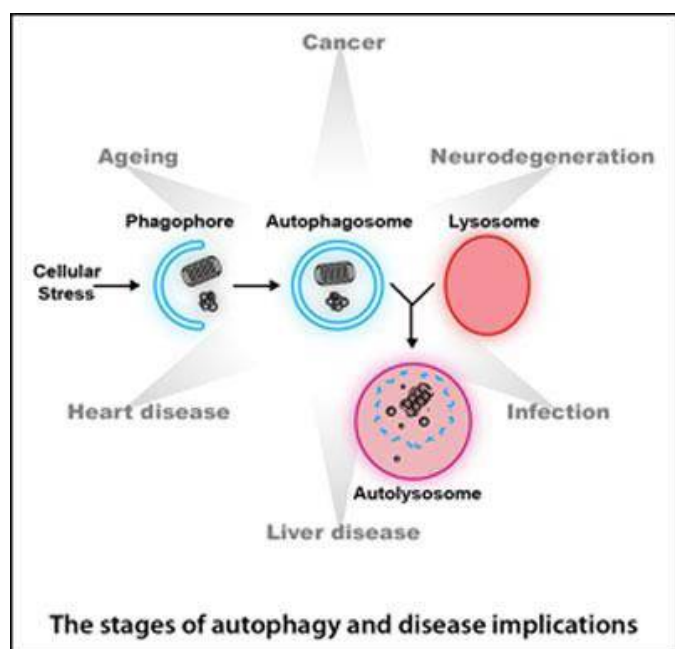 Cancer
Ageing
Neurodegeneration
Phagophore
Autophagosome
Lysosome
Cellular
Stress
Heart disease
Infection
Autolysosome
Liver disease
The stages of autophagy and disease implications